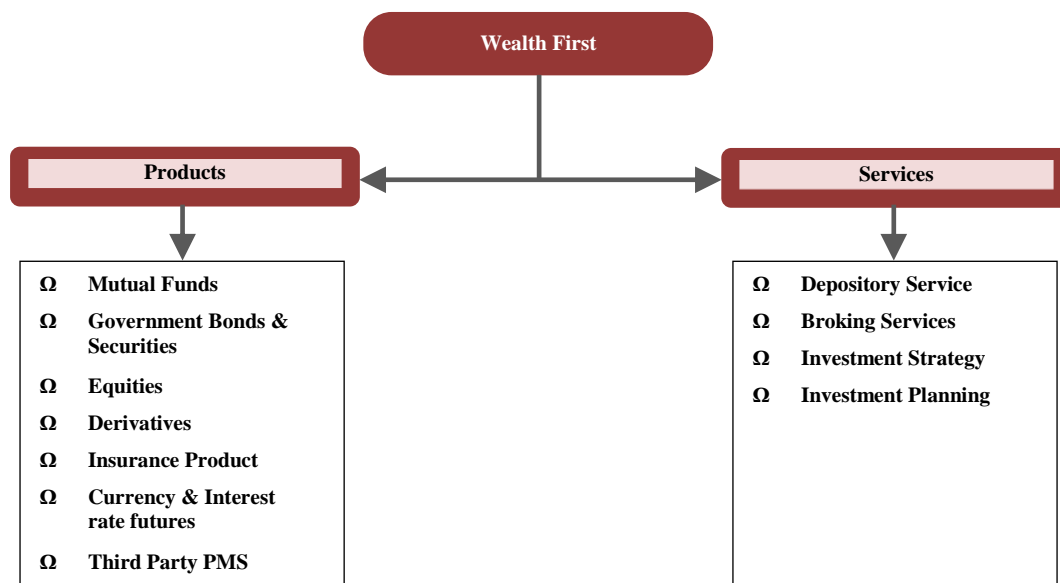 Wealth First
Products
Services
Ω Mutual Funds
Ω Government Bonds &
Securities
Ω Equities
Ω Derivatives
Ω Insurance Product
Ω Currency & Interest
rate futures
Ω Third Party PMS
Ω Depository Service
Ω Broking Services
Ω Investment Strategy
Ω Investment Planning